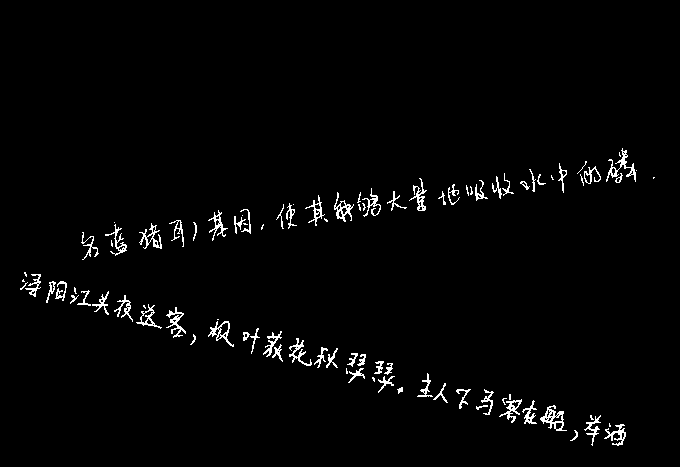 名蓝猪耳)基因,使其能够大量地吸收水中的磷.
浔阳江头夜送客,枫叶荻花秋瑟瑟。主人下马客在船,举酒